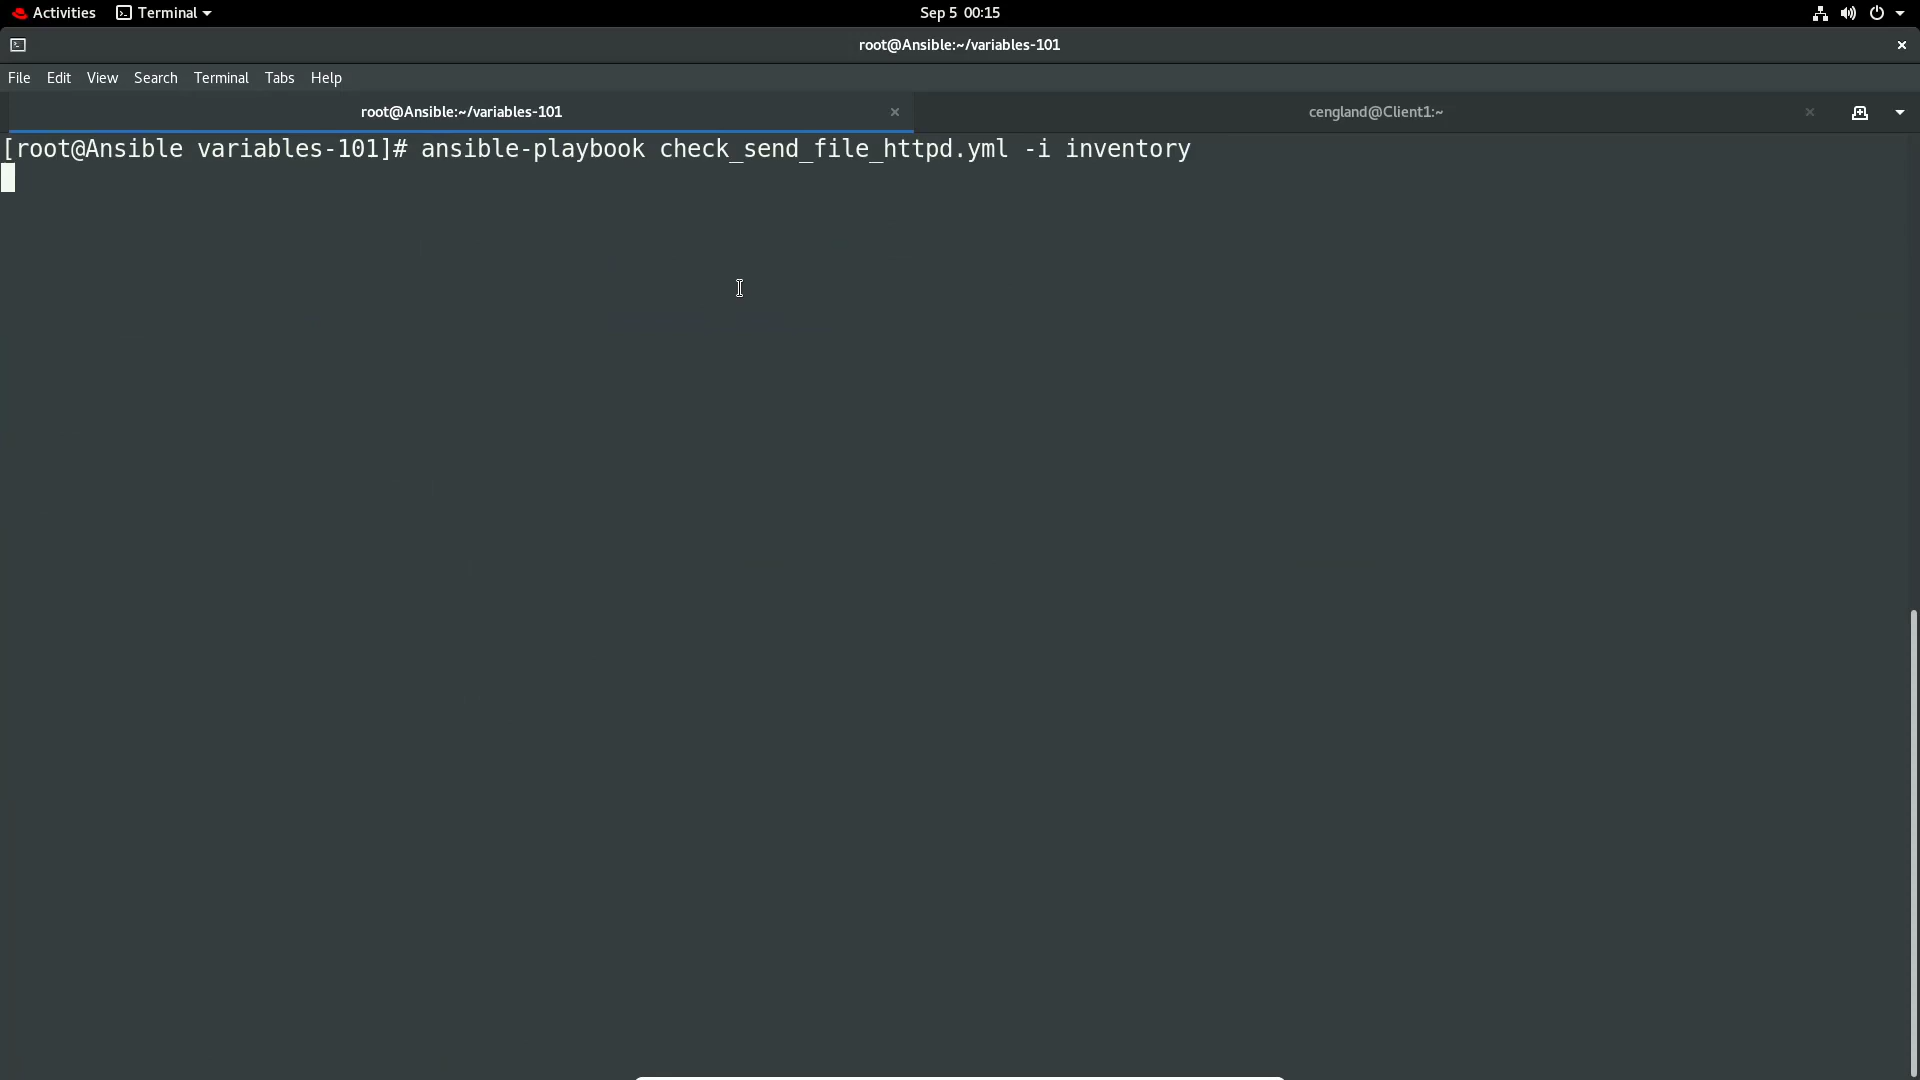 Activities Terminal Sep 5 00:15
root@Ansible:~/variables-101
File Edit View Search Terminal Tabs Help
root@Ansible:~/variables-101 cengland@Client1:~
[root@Ansible variables-101]# ansible-playbook check_send_file_httpd.yml -i inventory